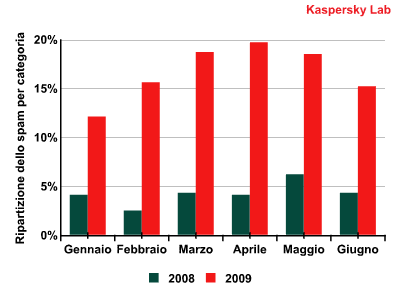 Kaspersky Lab
Ripartizione dello spam per categoria
20%
15%
10%
5%
0%
Gennaio Febbraio Marzo Aprile Maggio Giugno
2008 2009